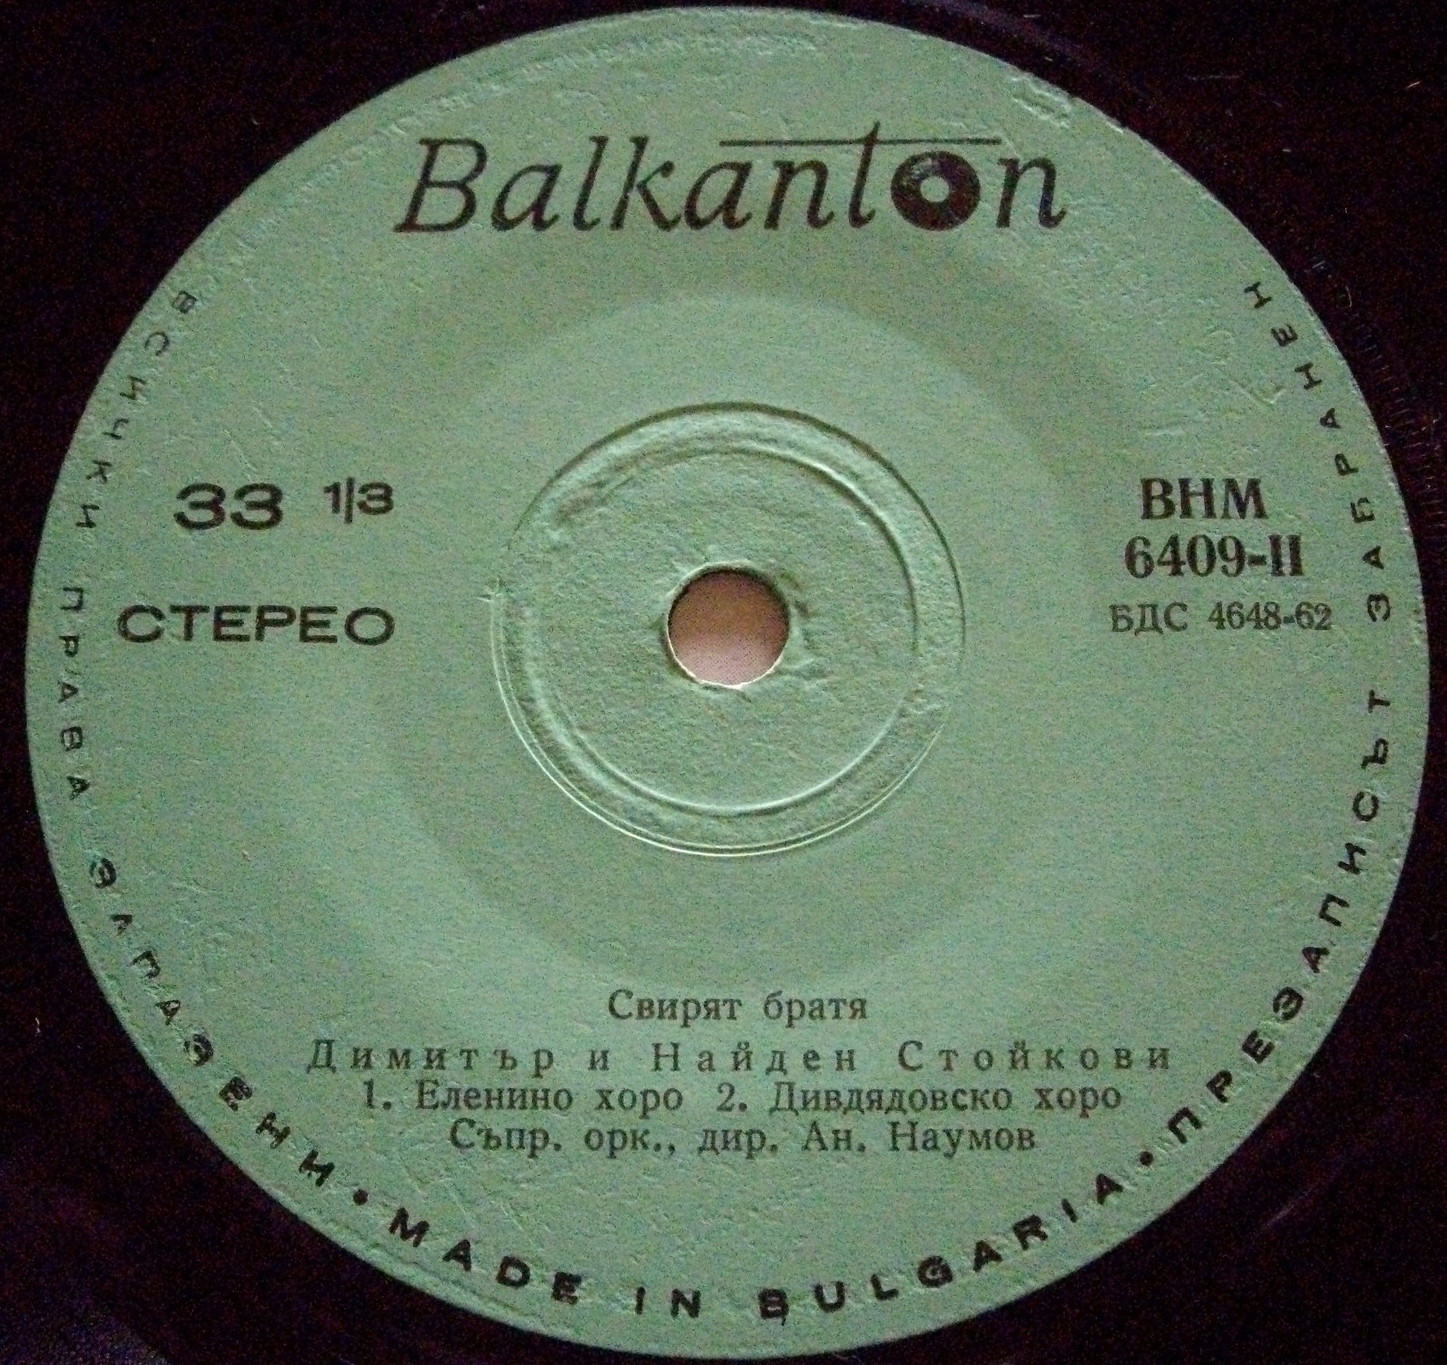 Balkanton
33 1/3
СТЕРЕО
ВНМ
6409-II
БДС 4648-62
Свирят братя
Димитър и Найден Стойкови
1. Еленино хоро 2. Дивдядовско хоро
Съпр. орк., дир. Ан. Наумов
ВСИЧКИ ПРАВА ЗАПАЗЕНИ • MADE IN BULGARIA • ПРЕЗАПИСЪТ ЗАБРАНЕН